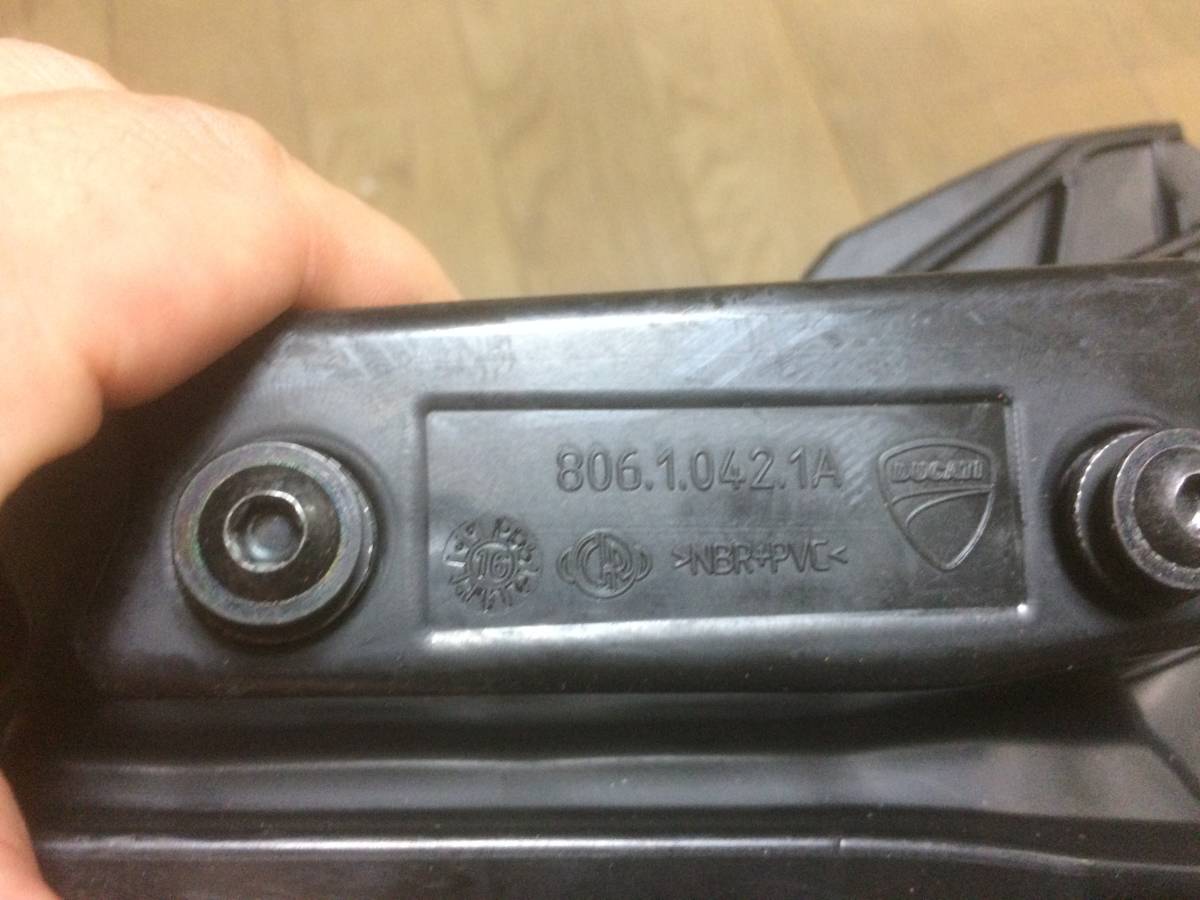 806.1.042.1A
DUCATI
16
>NBR+PVC<